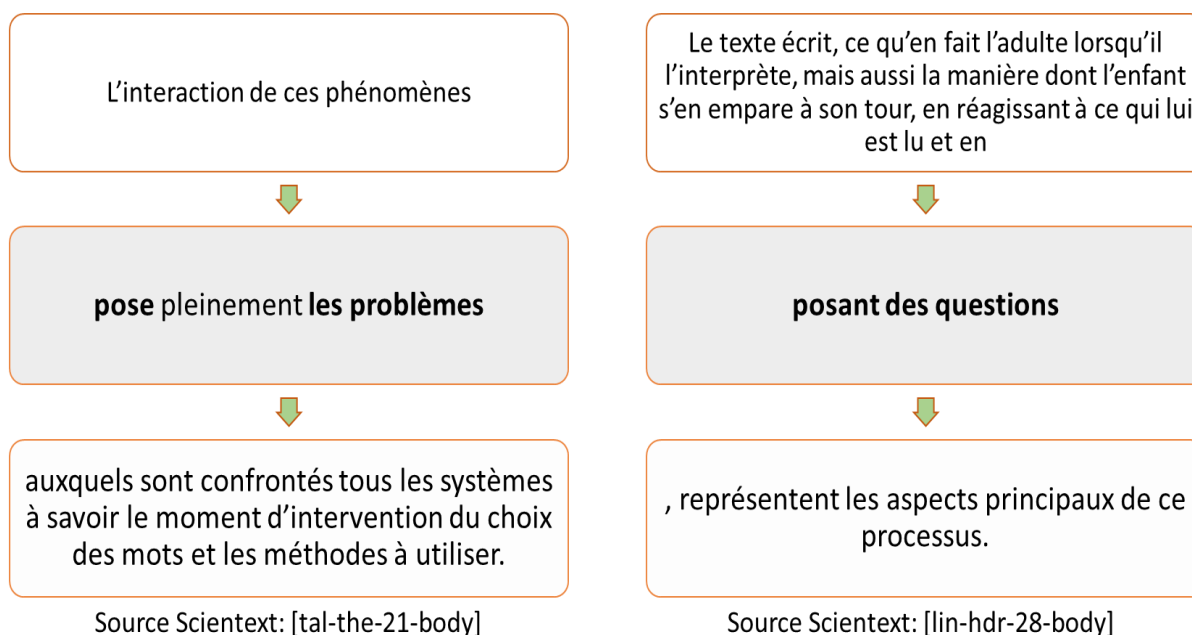 L’interaction de ces phénomènes
pose pleinement les problèmes
auxquels sont confrontés tous les systèmes
à savoir le moment d’intervention du choix
des mots et les méthodes à utiliser.
Source Scientext: [tal-the-21-body]
Le texte écrit, ce qu’en fait l’adulte lorsqu’il
l’interprète, mais aussi la manière dont l’enfant
s’en empare à son tour, en réagissant à ce qui lui
est lu et en
posant des questions
, représentent les aspects principaux de ce
processus.
Source Scientext: [lin-hdr-28-body]